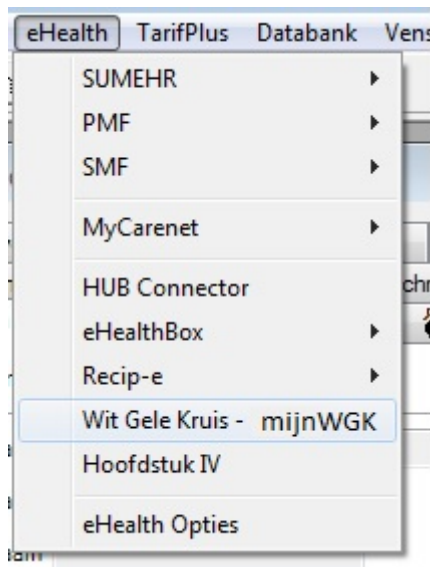 eHealth TarifPlus Databank Vens
SUMEHR
PMF
SMF
MyCarenet
HUB Connector
eHealthBox
Recip-e
Wit Gele Kruis - mijnWGK
Hoofdstuk IV
eHealth Opties